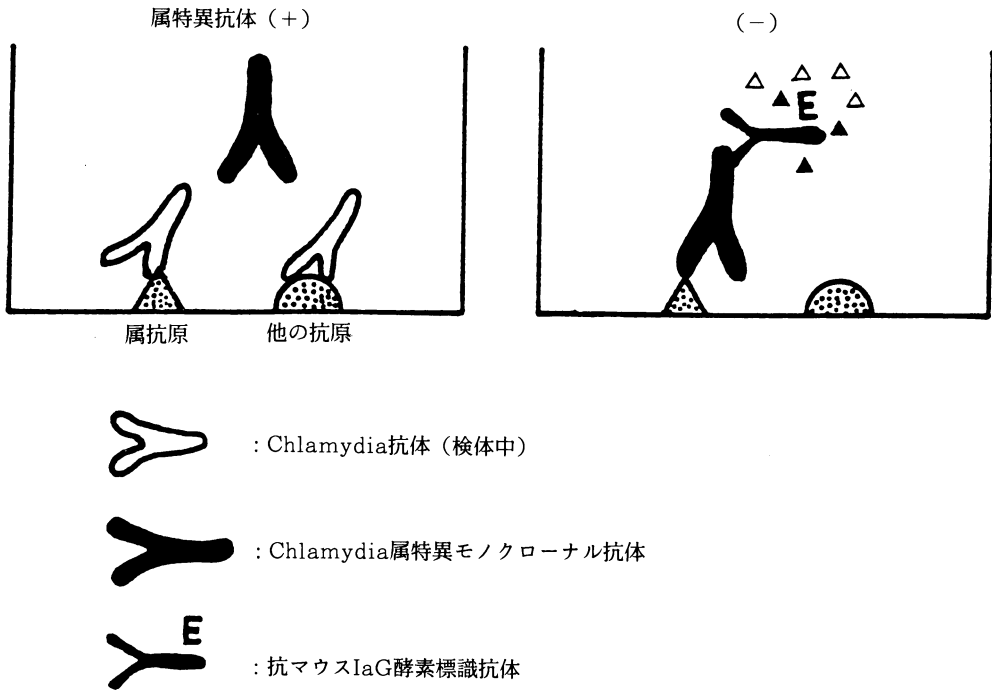 属特異抗体(+)
(-)
E
属抗原
他の抗原
:Chlamydia抗体(検体中)
:Chlamydia属特異モノクローナル抗体
E
:抗マウスIaG酵素標識抗体